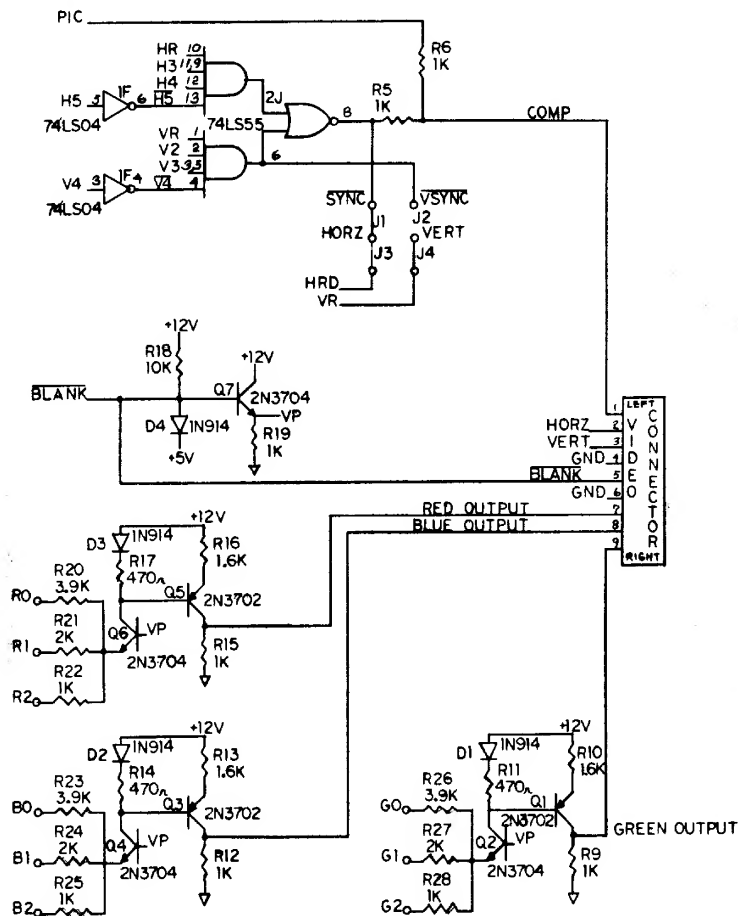 PIC
R6
1K
HR 10
H3 11,9
H4 12
H5 13
H5 5 1F 6
74LS04
2J
74LS55
8
R5
1K
COMP
VR 1
V2 2
V3 3,5
V4 4
6
V4 3 1F 4
74LS04
SYNC
VSYNC
J1
J2
HORZ
VERT
J3
J4
HRD
VR
+12V
R18
10K
+12V
Q7
2N3704
BLANK
VP
D4
1N914
R19
1K
+5V
1 LEFT
HORZ 2
VERT 3
GND 4
BLANK 5
GND 6
RED OUTPUT 7
BLUE OUTPUT 8
9
RIGHT
VIDEO
CONNECTOR
+12V
D3
1N914
R16
1.6K
R17
470Ω
R20
3.9K
R0
Q5
2N3702
R21
2K
Q6
VP
R1
2N3704
R15
1K
R22
1K
R2
+12V
D2
1N914
R13
1.6K
R14
470Ω
R23
3.9K
B0
Q3
2N3702
R24
2K
Q4
VP
B1
2N3704
R12
1K
R25
1K
B2
+12V
D1
1N914
R10
1.6K
R11
470Ω
R26
3.9K
G0
Q1
2N3702
GREEN OUTPUT
R27
2K
Q2
VP
G1
2N3704
R9
1K
R28
1K
G2